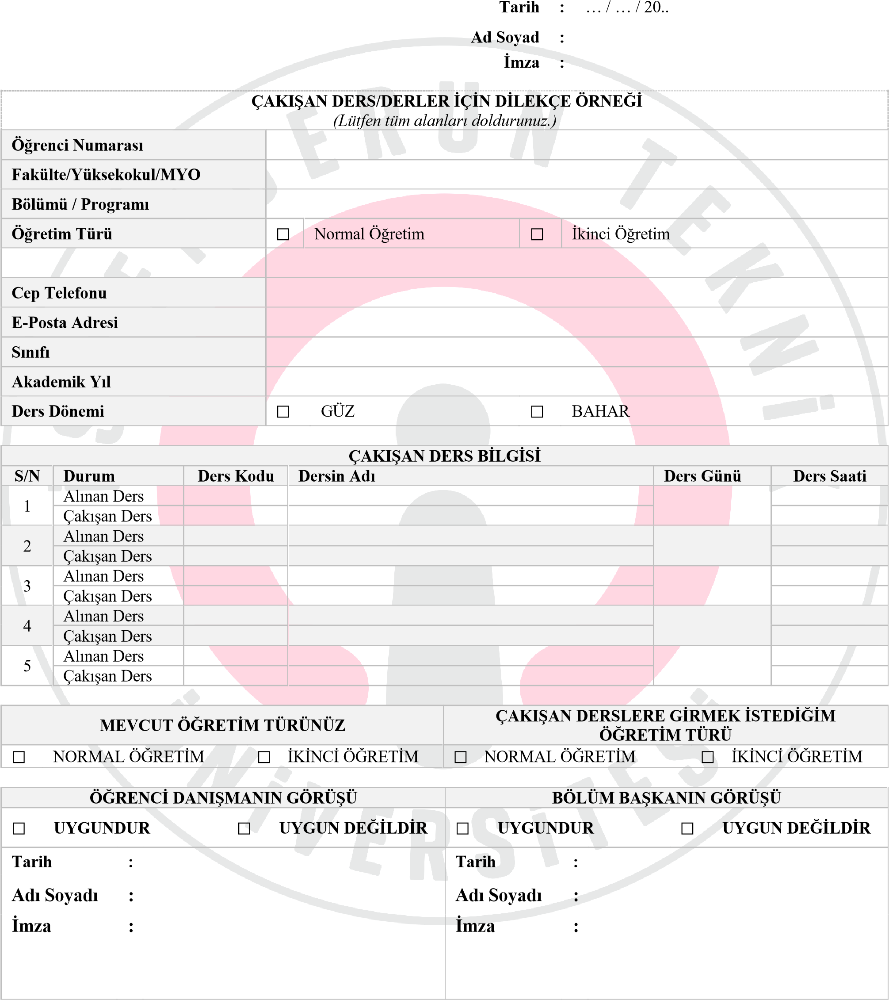 Tarih : … / … / 20..
Ad Soyad :
İmza :
ÇAKIŞAN DERS/DERLER İÇİN DİLEKÇE ÖRNEĞİ
(Lütfen tüm alanları doldurunuz.)
Öğrenci Numarası
Fakülte/Yüksekokul/MYO
Bölümü / Programı
Öğretim Türü ☐ Normal Öğretim ☐ İkinci Öğretim
Cep Telefonu
E-Posta Adresi
Sınıfı
Akademik Yıl
Ders Dönemi ☐ GÜZ ☐ BAHAR
ÇAKIŞAN DERS BİLGİSİ
S/N Durum Ders Kodu Dersin Adı Ders Günü Ders Saati
1 Alınan Ders
Çakışan Ders
2 Alınan Ders
Çakışan Ders
3 Alınan Ders
Çakışan Ders
4 Alınan Ders
Çakışan Ders
5 Alınan Ders
Çakışan Ders
MEVCUT ÖĞRETİM TÜRÜNÜZ
ÇAKIŞAN DERSLERE GİRMEK İSTEDİĞİM
ÖĞRETİM TÜRÜ
☐ NORMAL ÖĞRETİM ☐ İKİNCİ ÖĞRETİM ☐ NORMAL ÖĞRETİM ☐ İKİNCİ ÖĞRETİM
ÖĞRENCİ DANIŞMANIN GÖRÜŞÜ BÖLÜM BAŞKANIN GÖRÜŞÜ
☐ UYGUNDUR ☐ UYGUN DEĞİLDİR ☐ UYGUNDUR ☐ UYGUN DEĞİLDİR
Tarih : Tarih :
Adı Soyadı : Adı Soyadı :
İmza : İmza :